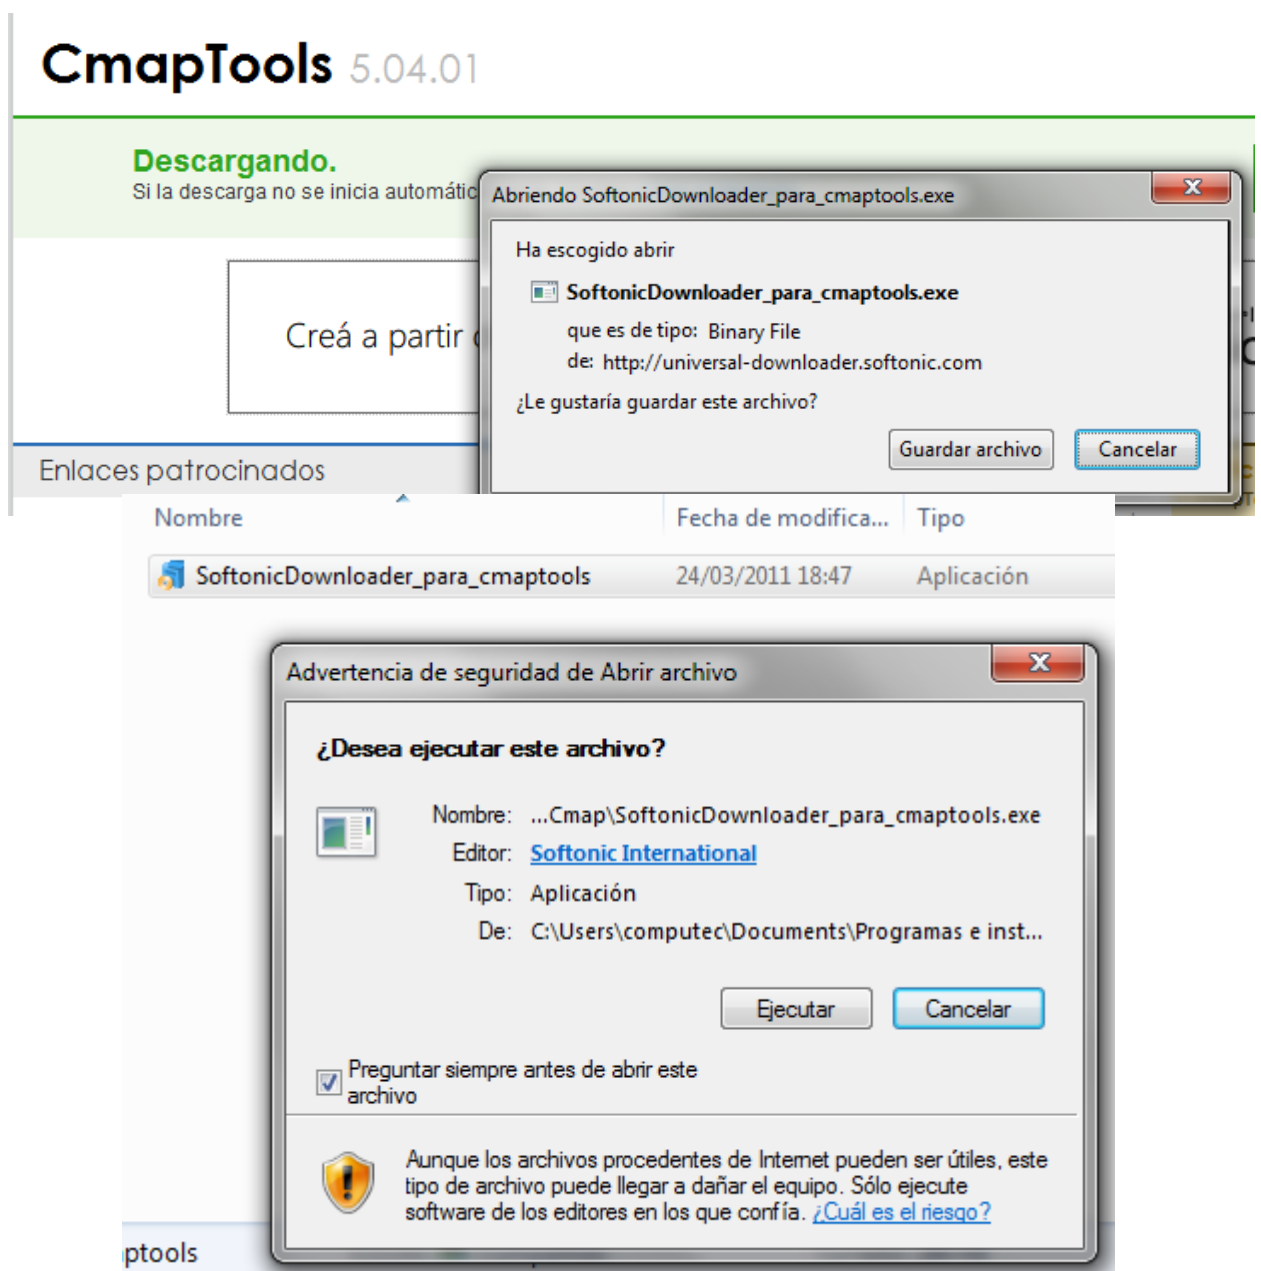 CmapTools 5.04.01
Descargando.
Si la descarga no se inicia automátic
Abriendo SoftonicDownloader_para_cmaptools.exe
Ha escogido abrir
SoftonicDownloader_para_cmaptools.exe
que es de tipo: Binary File
de: http://universal-downloader.softonic.com
¿Le gustaría guardar este archivo?
Guardar archivo Cancelar
Creá a partir
Enlaces patrocinados
Nombre Fecha de modifica... Tipo
SoftonicDownloader_para_cmaptools 24/03/2011 18:47 Aplicación
Advertencia de seguridad de Abrir archivo
¿Desea ejecutar este archivo?
Nombre: ...Cmap\SoftonicDownloader_para_cmaptools.exe
Editor: Softonic International
Tipo: Aplicación
De: C:\Users\computec\Documents\Programas e inst...
Ejecutar Cancelar
Preguntar siempre antes de abrir este
archivo
Aunque los archivos procedentes de Internet pueden ser útiles, este
tipo de archivo puede llegar a dañar el equipo. Sólo ejecute
software de los editores en los que confía. ¿Cuál es el riesgo?
ptools